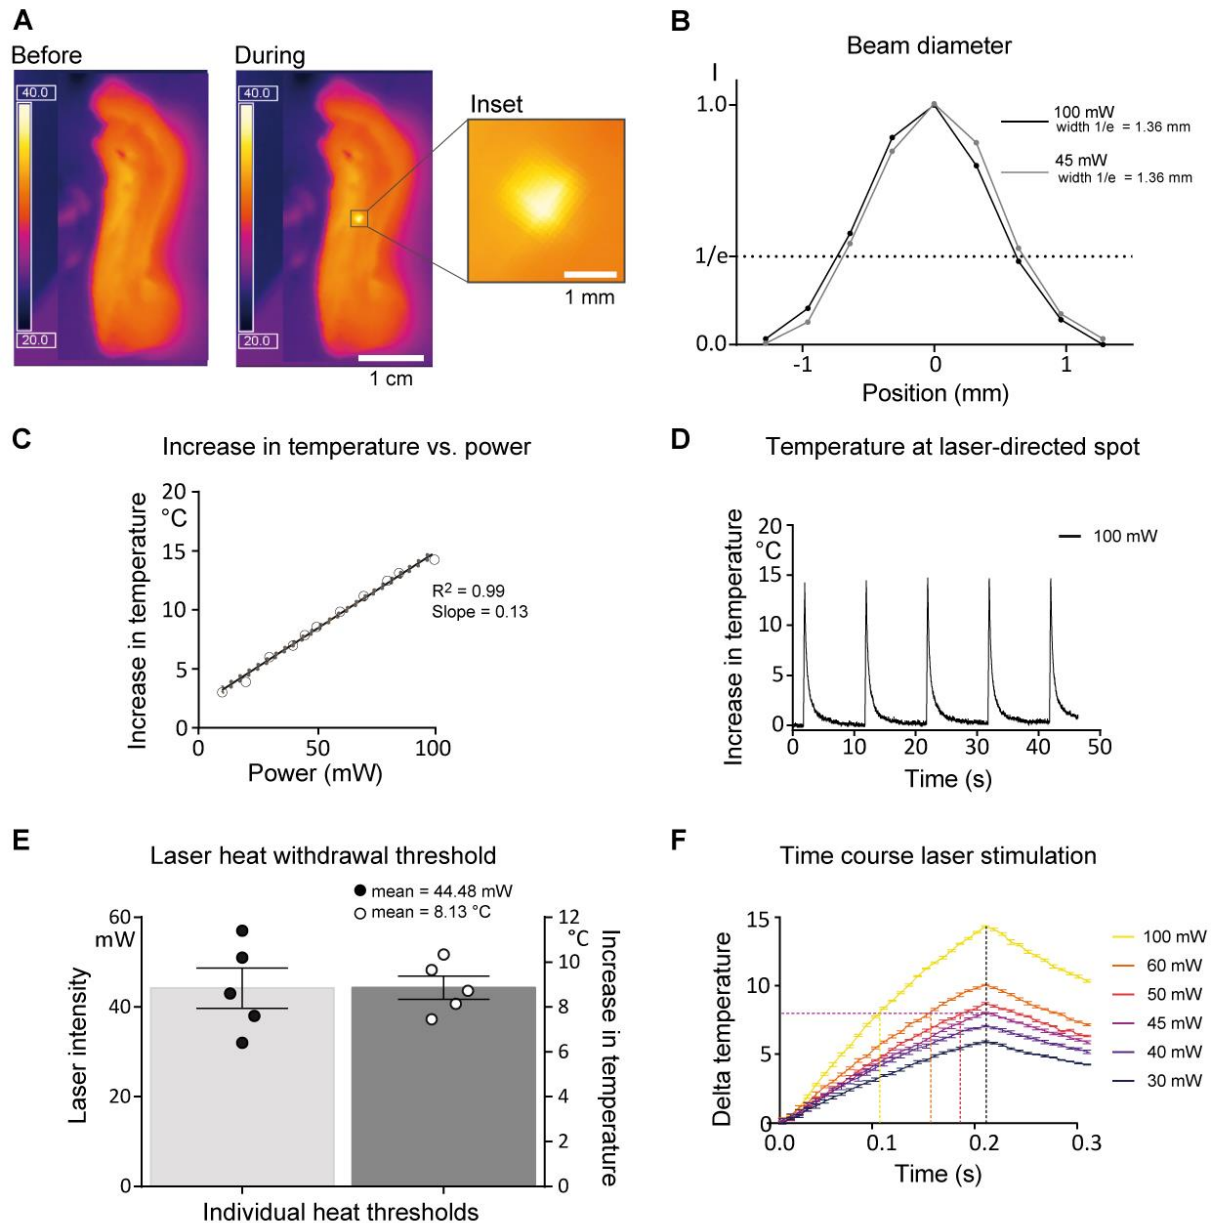 A
Before
During
40.0
20.0
40.0
20.0
Inset
1 mm
1 cm
B
Beam diameter
I
1.0
1/e
0.0
100 mW
width 1/e = 1.36 mm
45 mW
width 1/e = 1.36 mm
-1 0 1
Position (mm)
C
Increase in temperature vs. power
Increase in temperature
20
°C
15
10
5
0
R2 = 0.99
Slope = 0.13
0 50 100
Power (mW)
D
Temperature at laser-directed spot
Increase in temperature
20
°C
15
10
5
0
100 mW
0 10 20 30 40 50
Time (s)
E
Laser heat withdrawal threshold
mean = 44.48 mW
mean = 8.13 °C
Laser intensity
60
mW
40
20
0
12
°C
10
8
6
4
2
0
Increase in temperature
Individual heat thresholds
F
Time course laser stimulation
Delta temperature
15
10
5
0
100 mW
60 mW
50 mW
45 mW
40 mW
30 mW
0.0 0.1 0.2 0.3
Time (s)